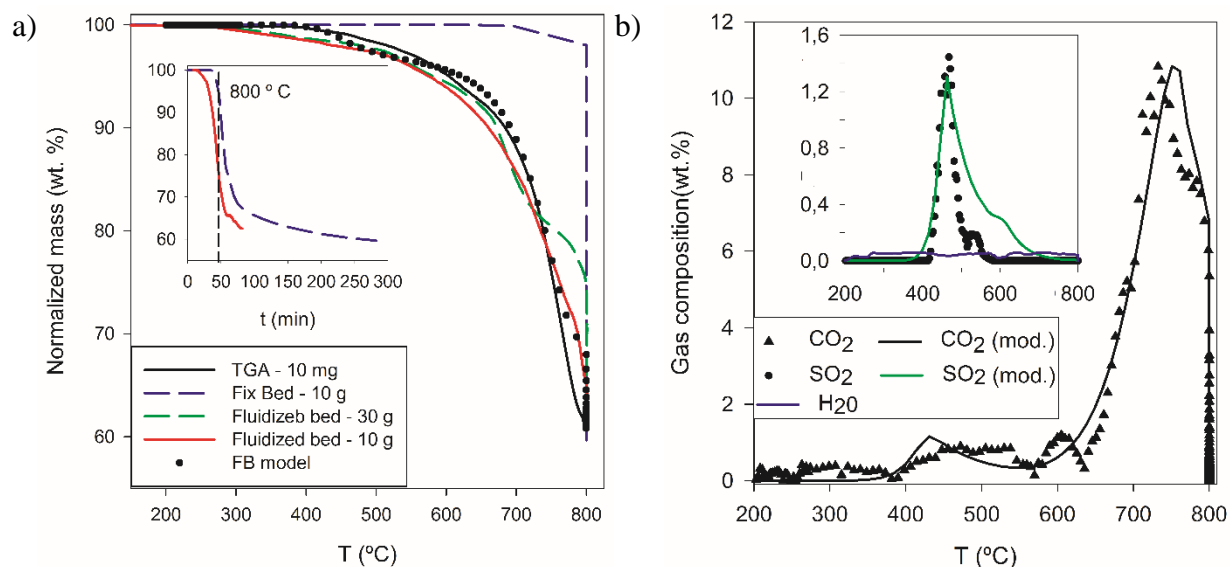 a)
Normalized mass (wt. %)
100
90
80
70
60
100
90
80
70
60
800 º C
0 50 100 150 200 250 300
t (min)
TGA - 10 mg
Fix Bed - 10 g
Fluidizeb bed - 30 g
Fluidized bed - 10 g
FB model
200 300 400 500 600 700 800
T (ºC)
b)
Gas composition(wt.%)
12
10
8
6
4
2
0
1,6
1,2
0,8
0,4
0,0
200 400 600 800
CO2 CO2 (mod.)
SO2 SO2 (mod.)
H20
200 300 400 500 600 700 800
T (ºC)